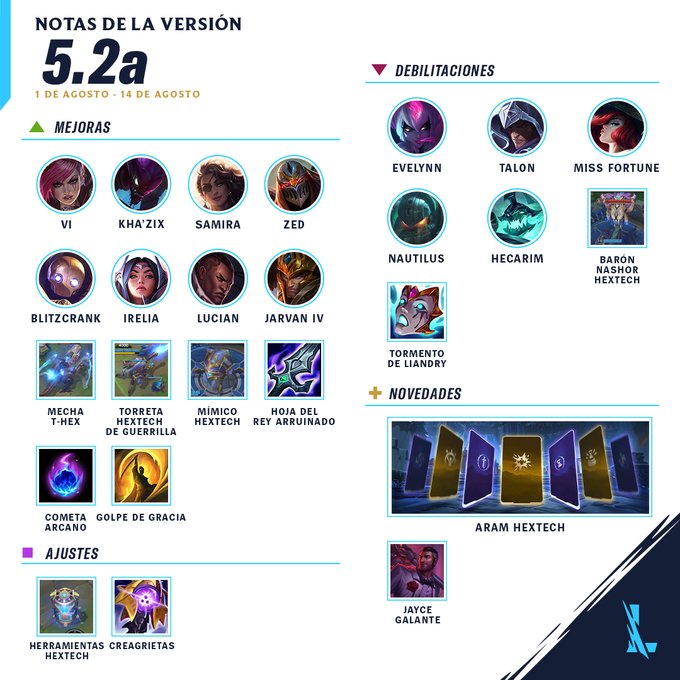 NOTAS DE LA VERSIÓN
5.2a
1 DE AGOSTO - 14 DE AGOSTO
MEJORAS
VI
KHA'ZIX
SAMIRA
ZED
BLITZCRANK
IRELIA
LUCIAN
JARVAN IV
MECHA
T-HEX
TORRETA
HEXTECH
DE GUERRILLA
MÍMICO
HEXTECH
HOJA DEL
REY ARRUINADO
COMETA
ARCANO
GOLPE DE GRACIA
AJUSTES
HERRAMIENTAS
HEXTECH
CREAGRIETAS
DEBILITACIONES
EVELYNN
TALON
MISS FORTUNE
NAUTILUS
HECARIM
BARÓN
NASHOR
HEXTECH
TORMENTO
DE LIANDRY
NOVEDADES
ARAM HEXTECH
JAYCE
GALANTE